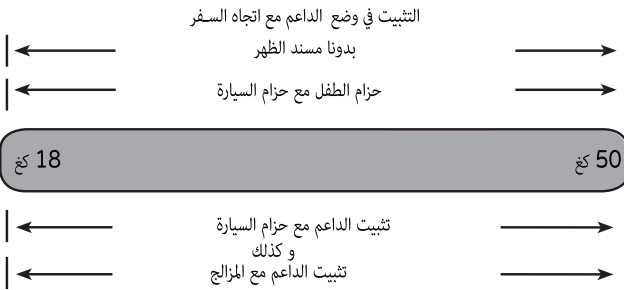 التثبيت في وضع الداعم مع اتجاه السفر
بدونا مسند الظهر
حزام الطفل مع حزام السيارة
18 كغ
50 كغ
تثبيت الداعم مع حزام السيارة
و كذلك
تثبيت الداعم مع المزالج